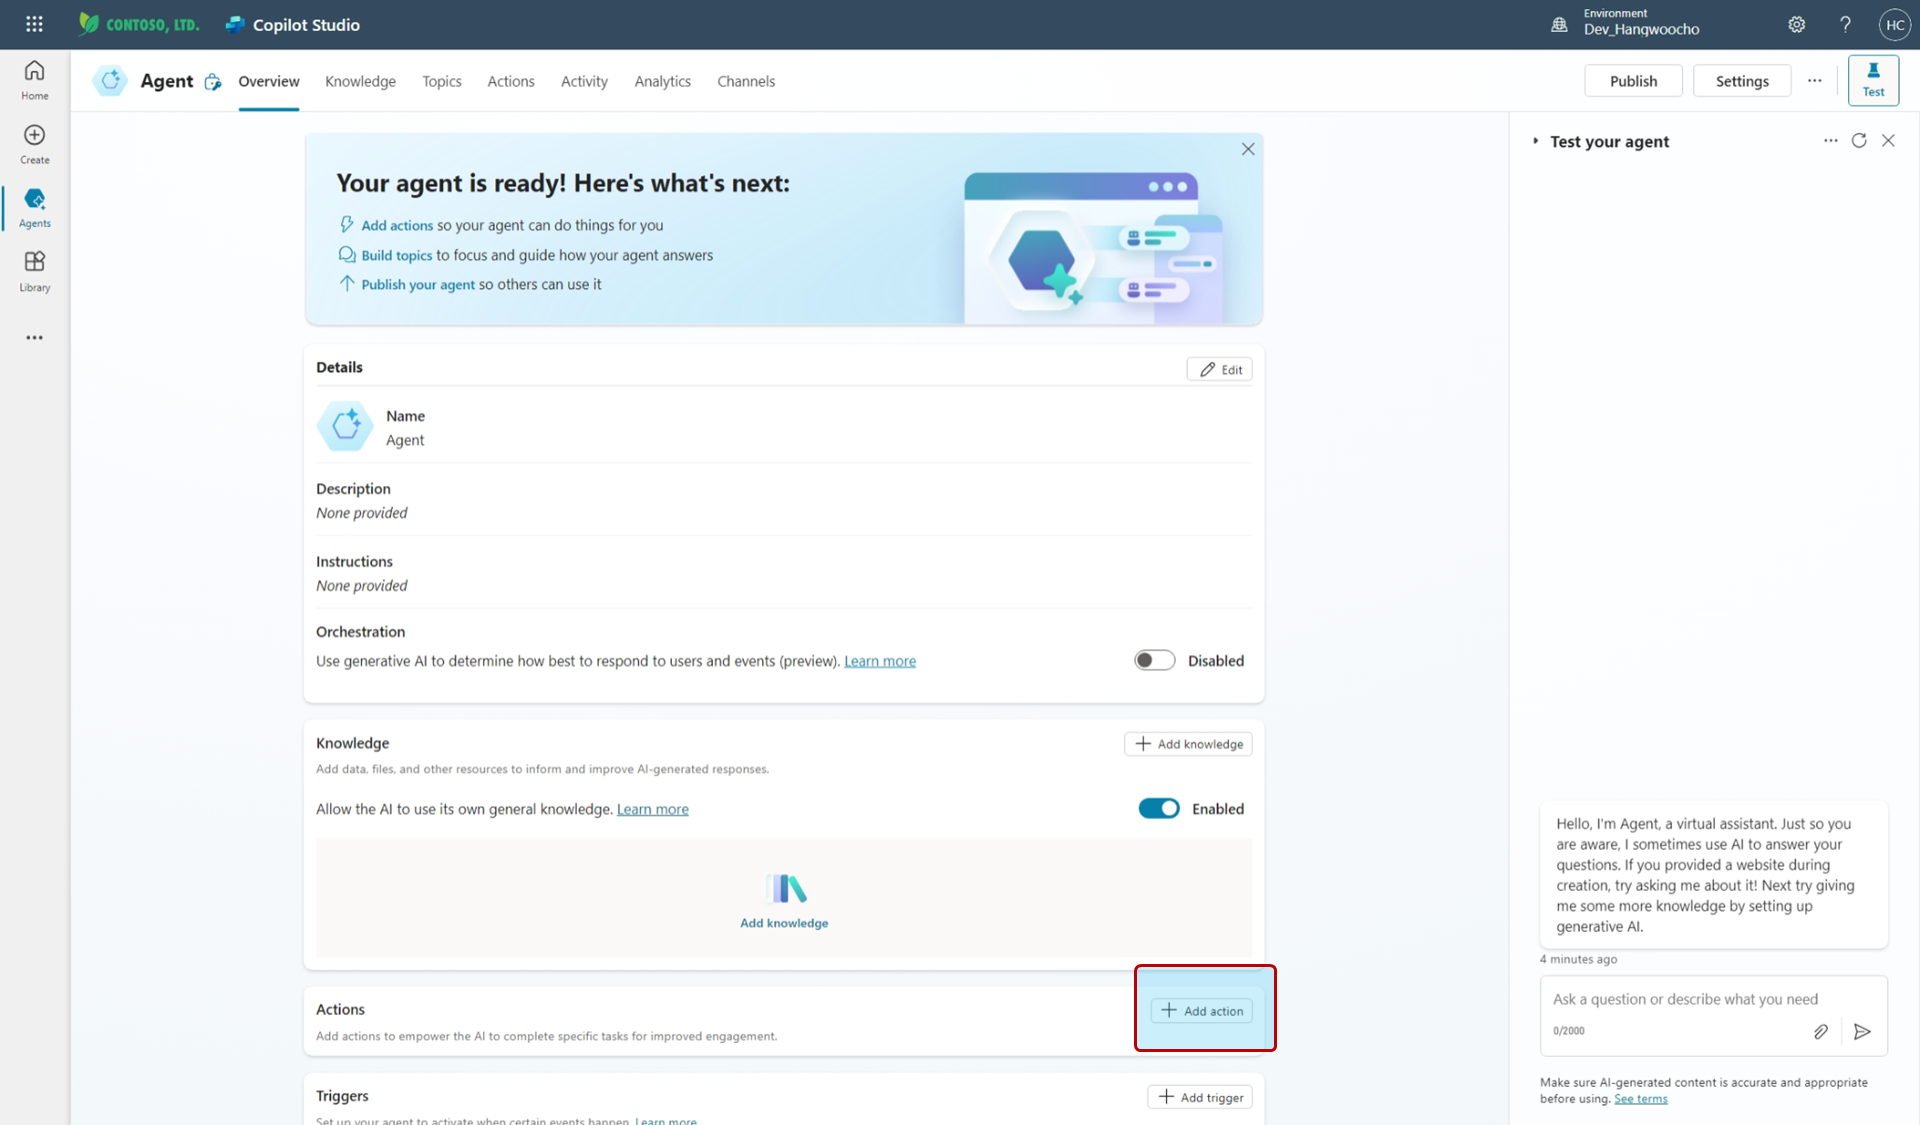 CONTOSO, LTD.
Copilot Studio
Environment
Dev_Hangwoocho
?
HC
Home
Create
Agents
Library
Agent
Overview
Knowledge
Topics
Actions
Activity
Analytics
Channels
Publish
Settings
Test
Your agent is ready! Here's what's next:
Add actions so your agent can do things for you
Build topics to focus and guide how your agent answers
Publish your agent so others can use it
Details
Edit
Name
Agent
Description
None provided
Instructions
None provided
Orchestration
Use generative AI to determine how best to respond to users and events (preview). Learn more
Disabled
Knowledge
Add knowledge
Add data, files, and other resources to inform and improve AI-generated responses.
Allow the AI to use its own general knowledge. Learn more
Enabled
Add knowledge
Actions
Add action
Add actions to empower the AI to complete specific tasks for improved engagement.
Triggers
Add trigger
Set up your agent to activate when certain events happen. Learn more
Test your agent
Hello, I'm Agent, a virtual assistant. Just so you
are aware, I sometimes use AI to answer your
questions. If you provided a website during
creation, try asking me about it! Next try giving
me some more knowledge by setting up
generative AI.
4 minutes ago
Ask a question or describe what you need
0/2000
Make sure AI-generated content is accurate and appropriate
before using. See terms